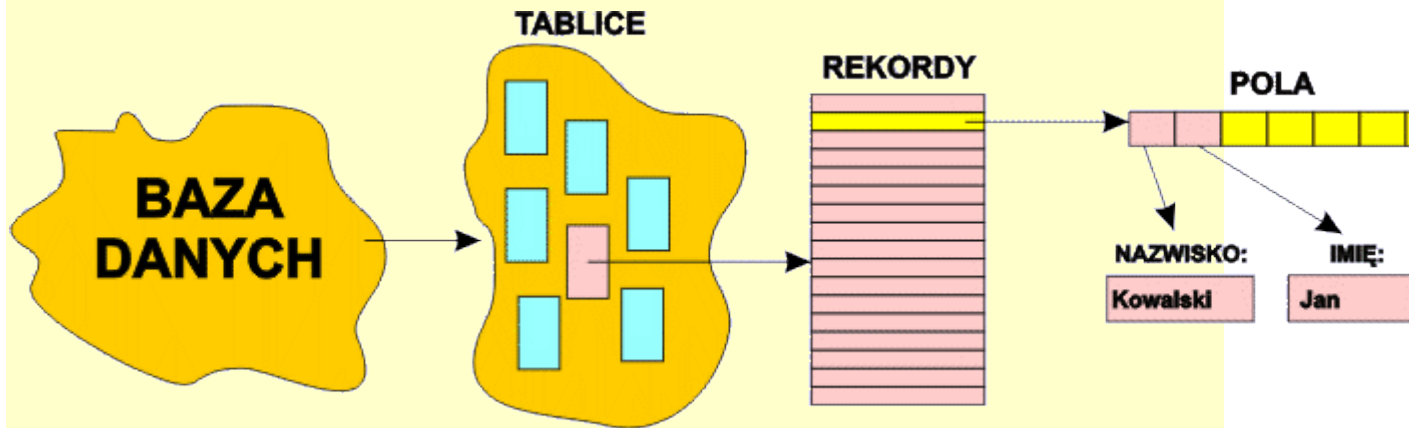 TABLICE
REKORDY
POLA
BAZA
DANYCH
NAZWISKO:
IMIĘ:
Kowalski
Jan